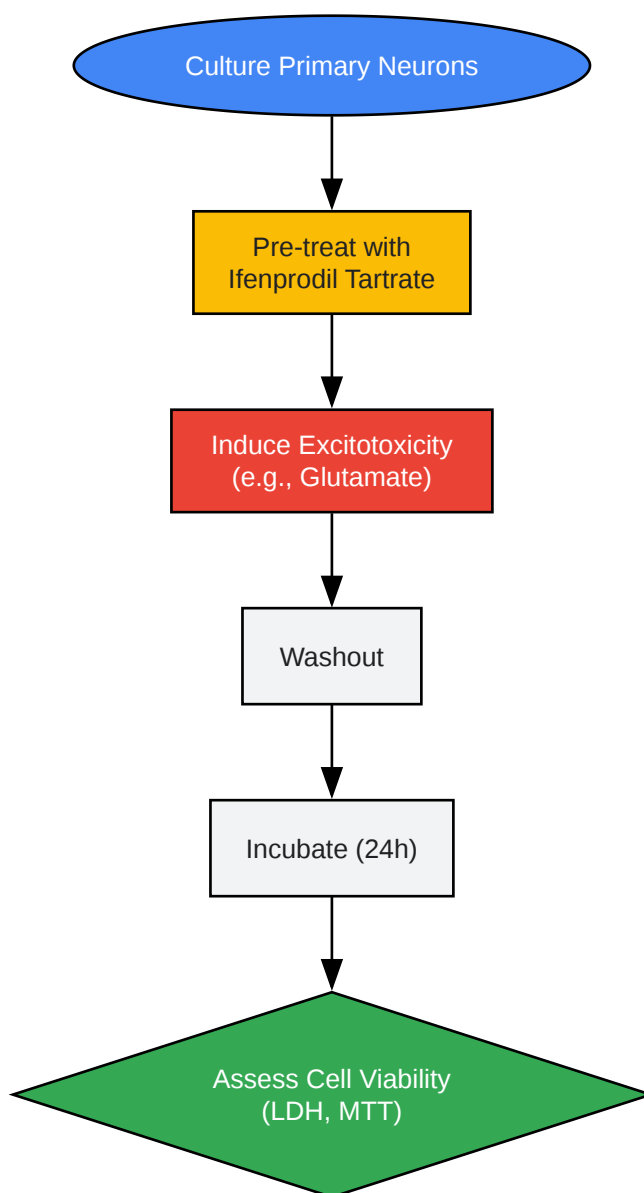 Culture Primary Neurons
Pre-treat with
Ifenprodil Tartrate
Induce Excitotoxicity
(e.g., Glutamate)
Washout
Incubate (24h)
Assess Cell Viability
(LDH, MTT)